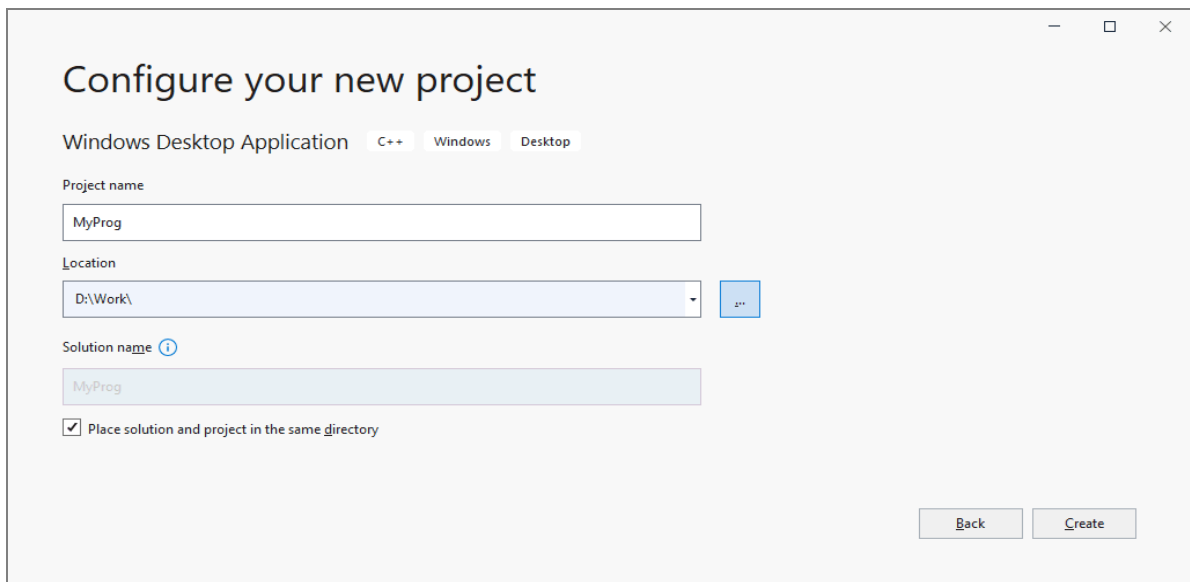 Configure your new project
Windows Desktop Application C++ Windows Desktop
Project name
MyProg
Location
D:\Work\
...
Solution name
MyProg
Place solution and project in the same directory
Back Create